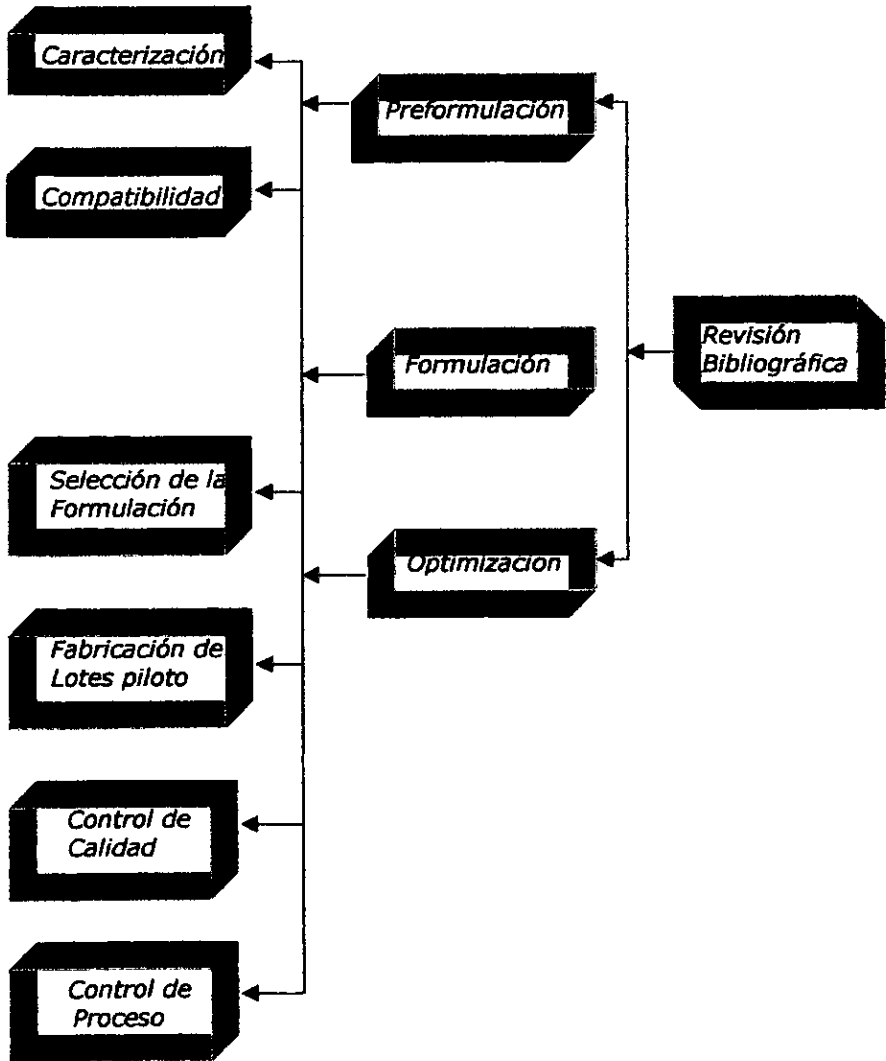 Caracterización
Preformulación
Compatibilidad
Revisión
Bibliográfica
Formulación
Selección de la
Formulación
Optimizacion
Fabricación de
Lotes piloto
Control de
Calidad
Control de
Proceso